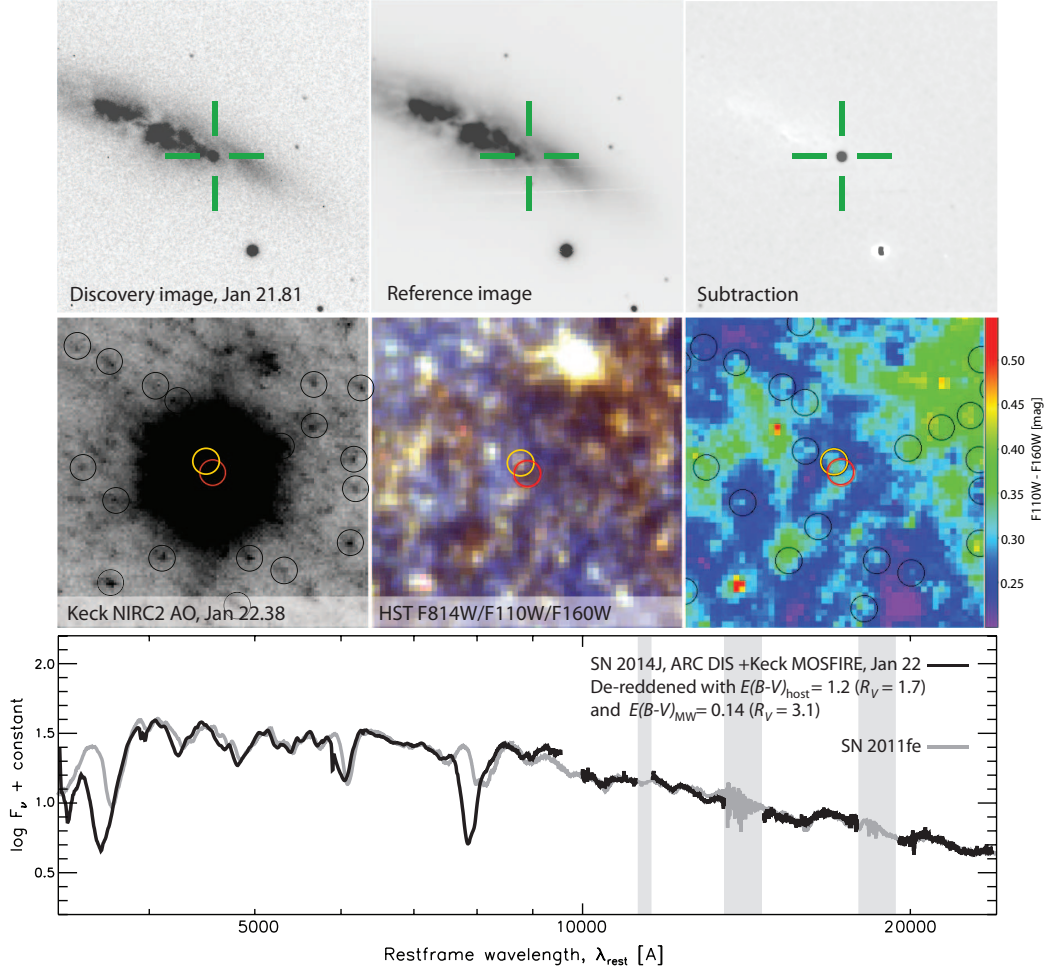 Discovery image, Jan 21.81
Reference image
Subtraction
Keck NIRC2 AO, Jan 22.38
HST F814W/F110W/F160W
0.50
0.45
0.40
0.35
0.30
0.25
F110W - F160W [mag]
SN 2014J, ARC DIS +Keck MOSFIRE, Jan 22
De-reddened with E(B-V)host = 1.2 (RV = 1.7)
and E(B-V)MW = 0.14 (RV = 3.1)
SN 2011fe
2.0
1.5
1.0
0.5
log Fν + constant
5000
10000
20000
Restframe wavelength, λrest [A]